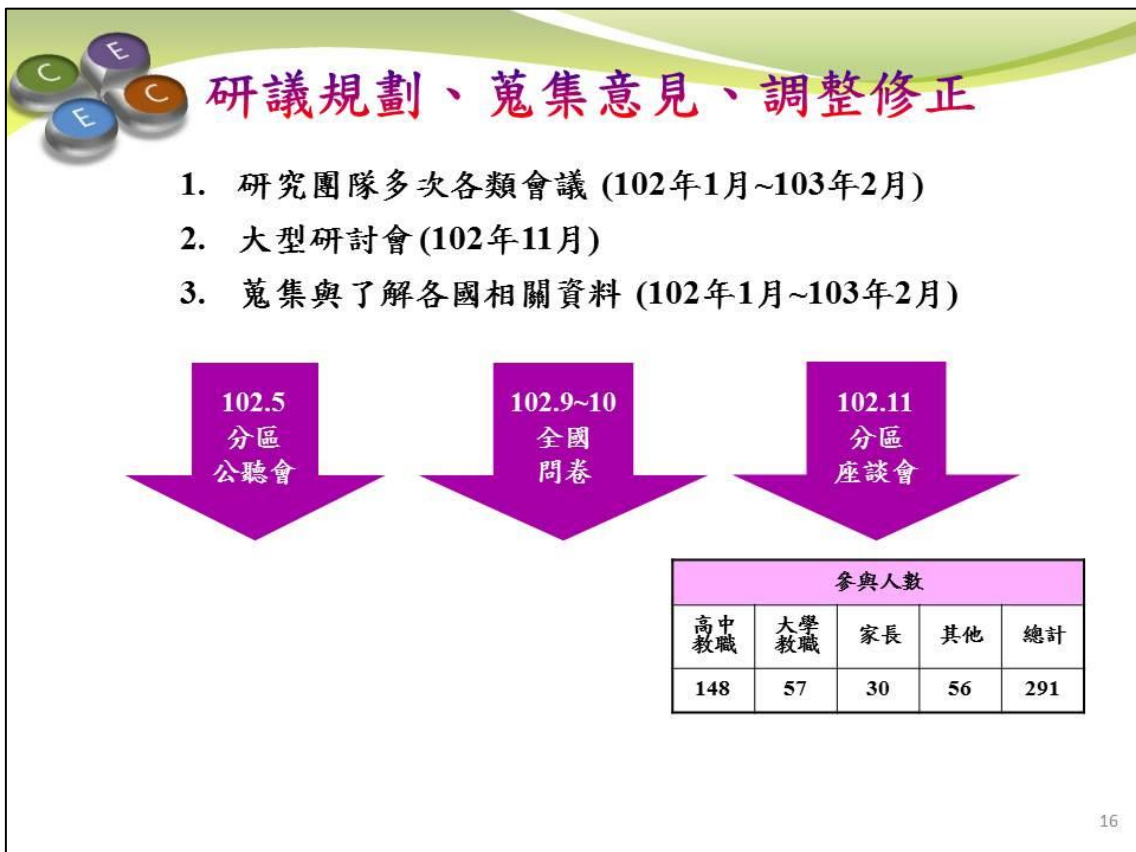 C
E
C
E
研議規劃、蒐集意見、調整修正
1. 研究團隊多次各類會議 (102年1月~103年2月)
2. 大型研討會(102年11月)
3. 蒐集與了解各國相關資料 (102年1月~103年2月)
102.5
分區
公聽會
102.9~10
全國
問卷
102.11
分區
座談會
參與人數
高中
教職
大學
教職
家長
其他
總計
148 57 30 56 291
16